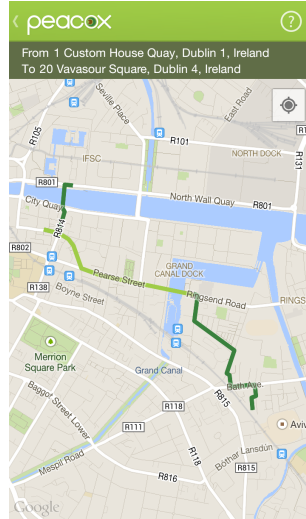 peacox
?
From 1 Custom House Quay, Dublin 1, Ireland
To 20 Vavasour Square, Dublin 4, Ireland
Seville Place
East Road
R105
R101
IFSC
NORTH DOCK
R131
R801
North Wall Quay
R801
City Quay
R814
R802
GRAND
CANAL DOCK
Pearse Street
R138
Boyne Street
Ringsend Road
RINGS
Merrion
Square Park
Grand Canal
Bath Ave
Baggot Street Lower
R118
R815
Aviv
R111
Bóthar Lansdún
R118
Mespil Road
R815
R816
Google